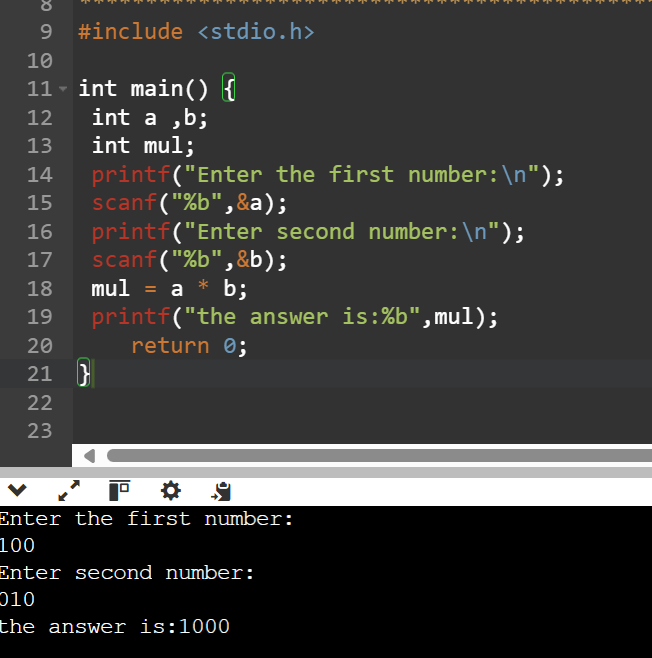 8 ********************************************
9 #include <stdio.h>
10
11 int main() {
12 int a ,b;
13 int mul;
14 printf("Enter the first number:\n");
15 scanf("%b",&a);
16 printf("Enter second number:\n");
17 scanf("%b",&b);
18 mul = a * b;
19 printf("the answer is:%b",mul);
20 return 0;
21 }
22
23
Enter the first number:
100
Enter second number:
010
the answer is:1000